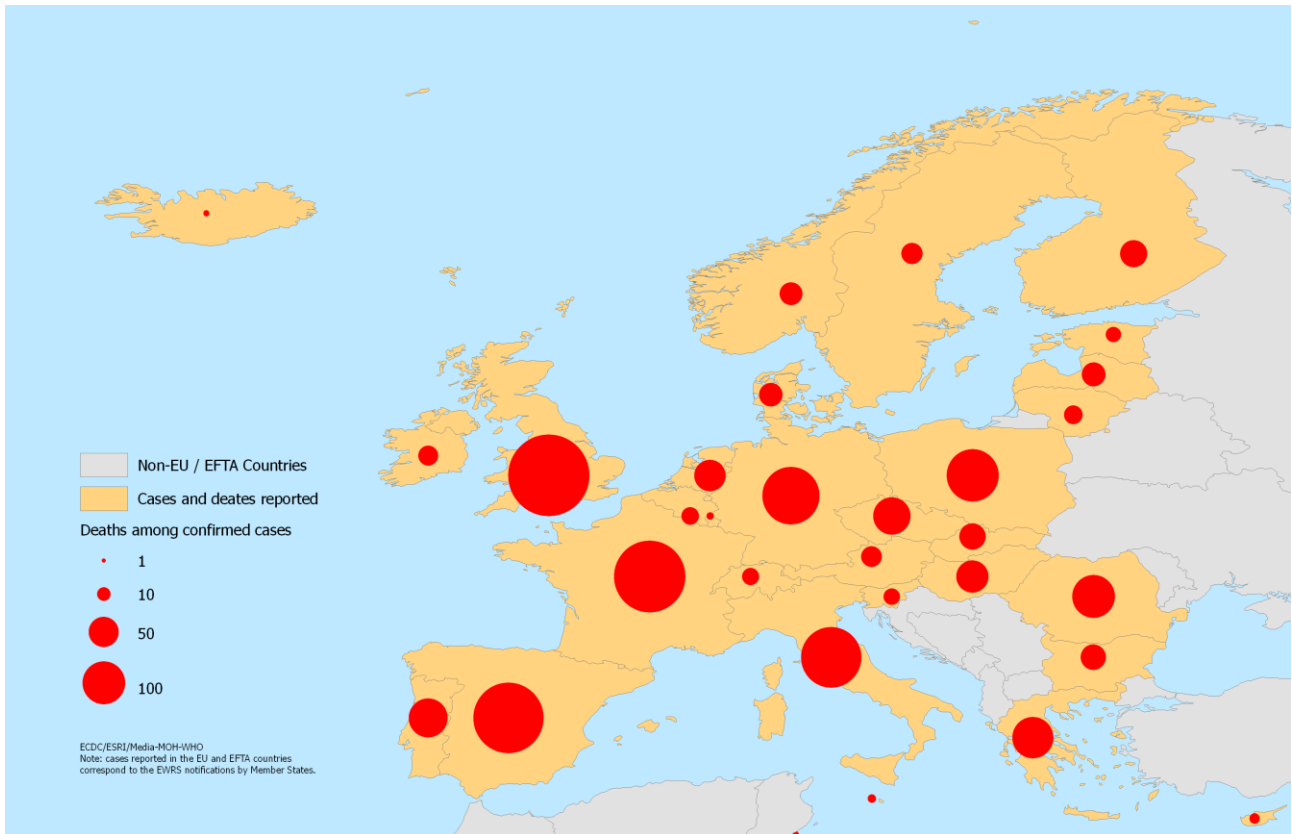 Non-EU / EFTA Countries
Cases and deates reported
Deaths among confirmed cases
1
10
50
100
ECDC/ESRI/Media-MOH-WHO
Note: cases reported in the EU and EFTA countries
correspond to the EWRS notifications by Member States.